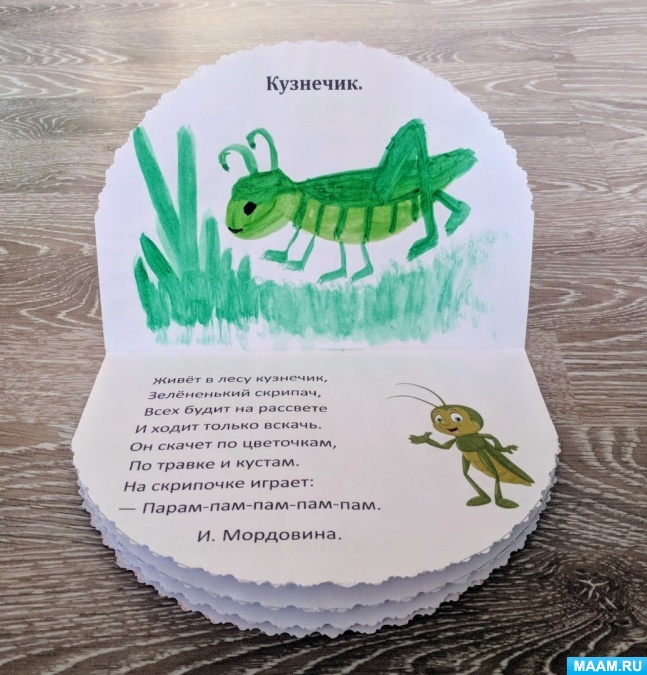 Кузнечик.
Живёт в лесу кузнечик,
Зелёненький скрипач,
Всех будит на рассвете
И ходит только вскачь.
Он скачет по цветочкам,
По травке и кустам.
На скрипочке играет:
— Парам-пам-пам-пам-пам.
И. Мордовина.
MAAM.RU